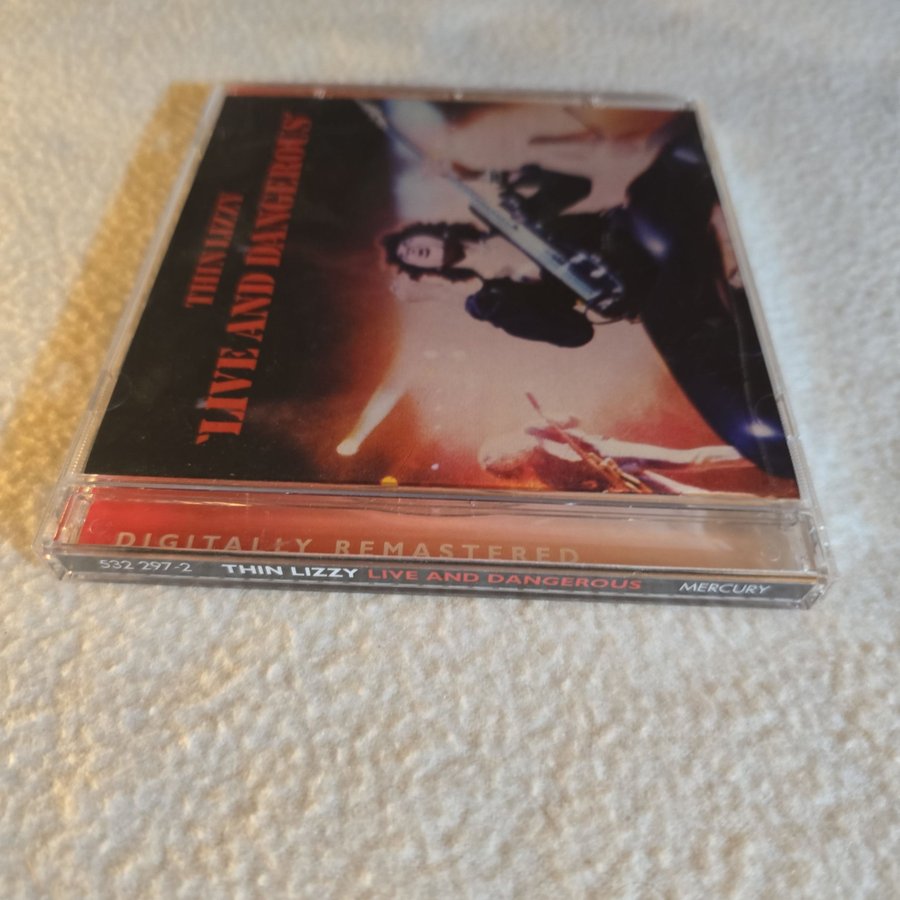 THIN LIZZY
'LIVE AND DANGEROUS'
DIGITALLY REMASTERED
532 297-2 THIN LIZZY LIVE AND DANGEROUS MERCURY